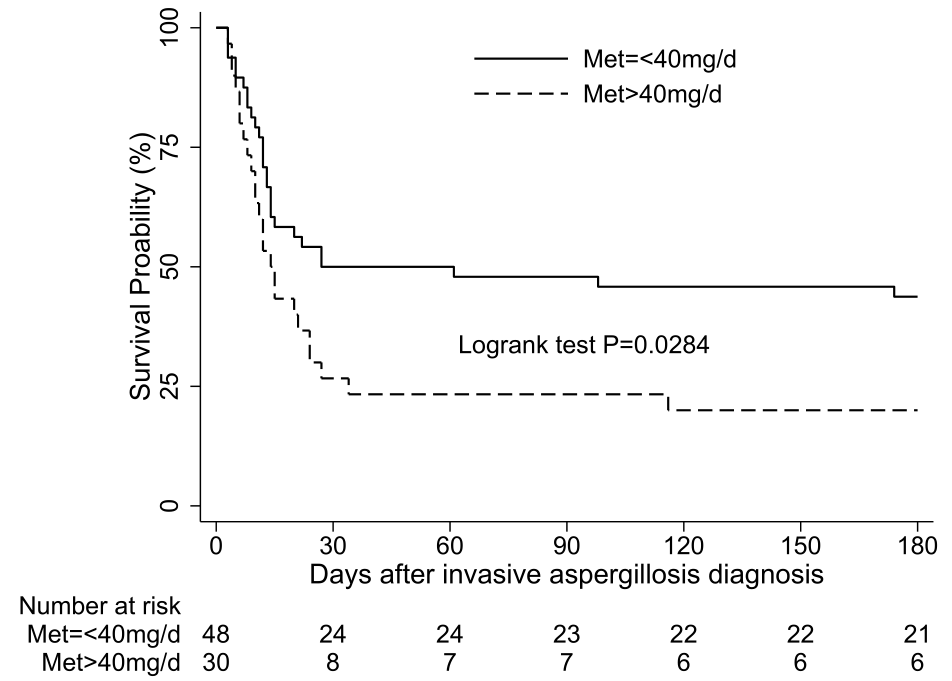 100
75
50
25
0
Survival Proability (%)
Met=<40mg/d
Met>40mg/d
Logrank test P=0.0284
0 30 60 90 120 150 180
Days after invasive aspergillosis diagnosis
Number at risk
Met=<40mg/d 48 24 24 23 22 22 21
Met>40mg/d 30 8 7 7 6 6 6